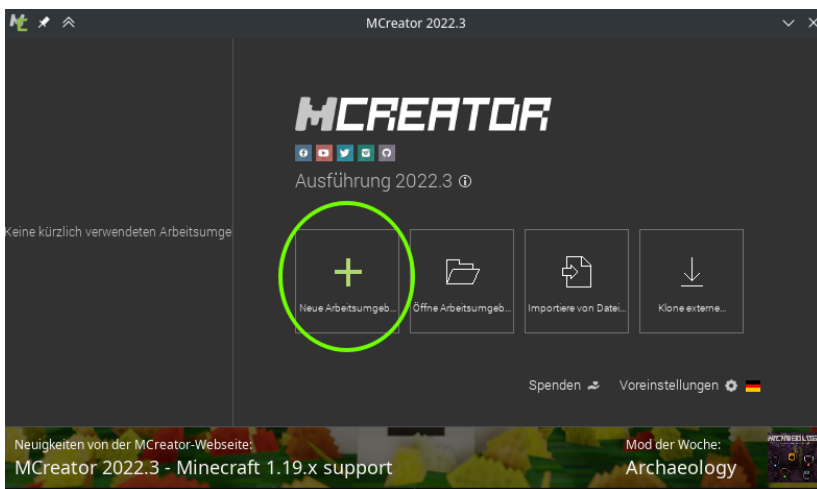 MCreator 2022.3
MCREATOR
Ausführung 2022.3
Keine kürzlich verwendeten Arbeitsumge
Neue Arbeitsumgeb...
Öffne Arbeitsumgeb...
Importiere von Datei...
Klone externe...
Spenden
Voreinstellungen
Neuigkeiten von der MCreator-Webseite:
MCreator 2022.3 - Minecraft 1.19.x support
Mod der Woche:
Archaeology